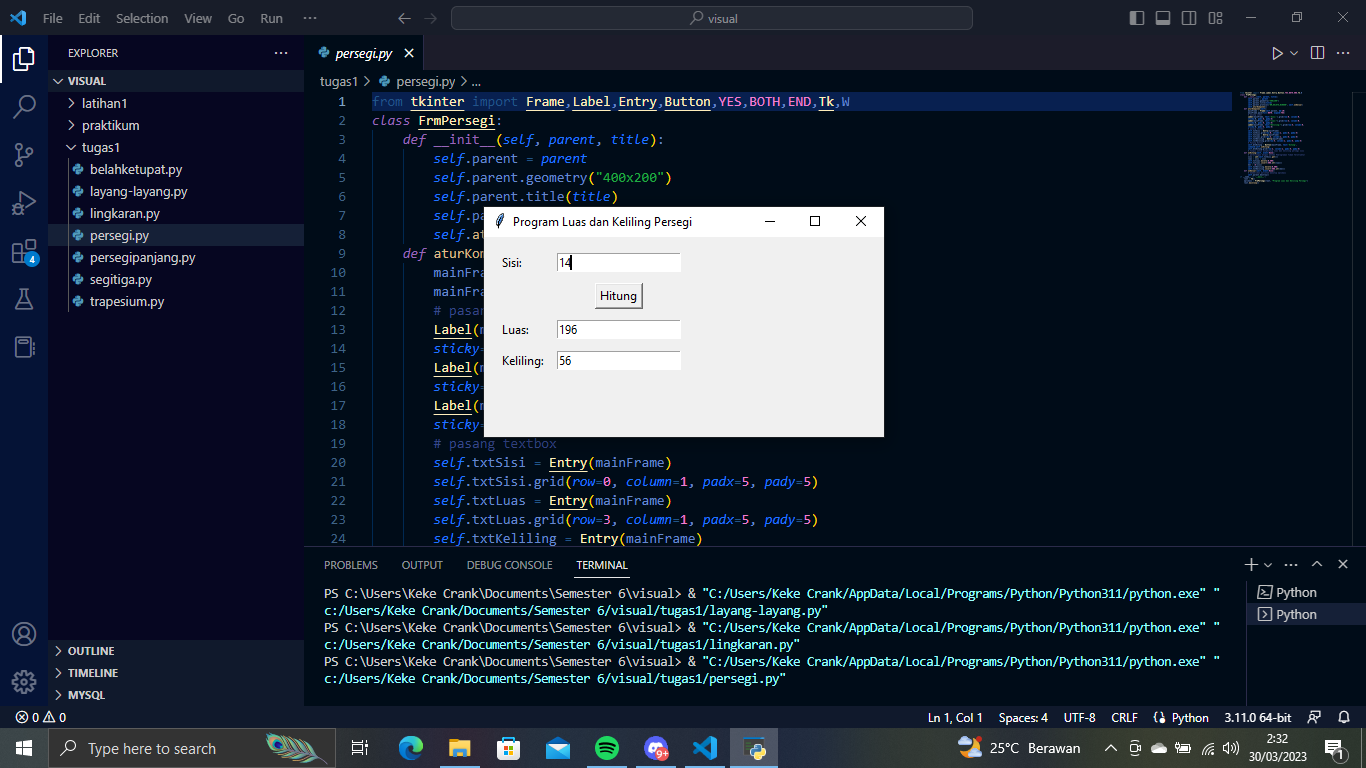 File Edit Selection View Go Run ··· visual
EXPLORER ···
VISUAL
latihan1
praktikum
tugas1
belahketupat.py
layang-layang.py
lingkaran.py
persegi.py
persegipanjang.py
segitiga.py
trapesium.py
OUTLINE
TIMELINE
MYSQL
4
persegi.py
tugas1 > persegi.py > ...
1 from tkinter import Frame,Label,Entry,Button,YES,BOTH,END,Tk,W
2 class FrmPersegi:
3 def __init__(self, parent, title):
4 self.parent = parent
5 self.parent.geometry("400x200")
6 self.parent.title(title)
7 self.pa
8 self.at
9 def aturKom
10 mainFra
11 mainFra
12 # pasang
13 Label(m
14 sticky=
15 Label(m
16 sticky=
17 Label(m
18 sticky=
19 # pasang textbox
20 self.txtSisi = Entry(mainFrame)
21 self.txtSisi.grid(row=0, column=1, padx=5, pady=5)
22 self.txtLuas = Entry(mainFrame)
23 self.txtLuas.grid(row=3, column=1, padx=5, pady=5)
24 self.txtKeliling = Entry(mainFrame)
Program Luas dan Keliling Persegi
Sisi: 14
Hitung
Luas: 196
Keliling: 56
PROBLEMS OUTPUT DEBUG CONSOLE TERMINAL
PS C:\Users\Keke Crank\Documents\Semester 6\visual> & "C:/Users/Keke Crank/AppData/Local/Programs/Python/Python311/python.exe" "
c:/Users/Keke Crank/Documents/Semester 6/visual/tugas1/layang-layang.py"
PS C:\Users\Keke Crank\Documents\Semester 6\visual> & "C:/Users/Keke Crank/AppData/Local/Programs/Python/Python311/python.exe" "
c:/Users/Keke Crank/Documents/Semester 6/visual/tugas1/lingkaran.py"
PS C:\Users\Keke Crank\Documents\Semester 6\visual> & "C:/Users/Keke Crank/AppData/Local/Programs/Python/Python311/python.exe" "
c:/Users/Keke Crank/Documents/Semester 6/visual/tugas1/persegi.py"
Python
Python
0 0 Ln 1, Col 1 Spaces: 4 UTF-8 CRLF Python 3.11.0 64-bit
Type here to search 9+ 25°C Berawan 2:32
30/03/2023 1